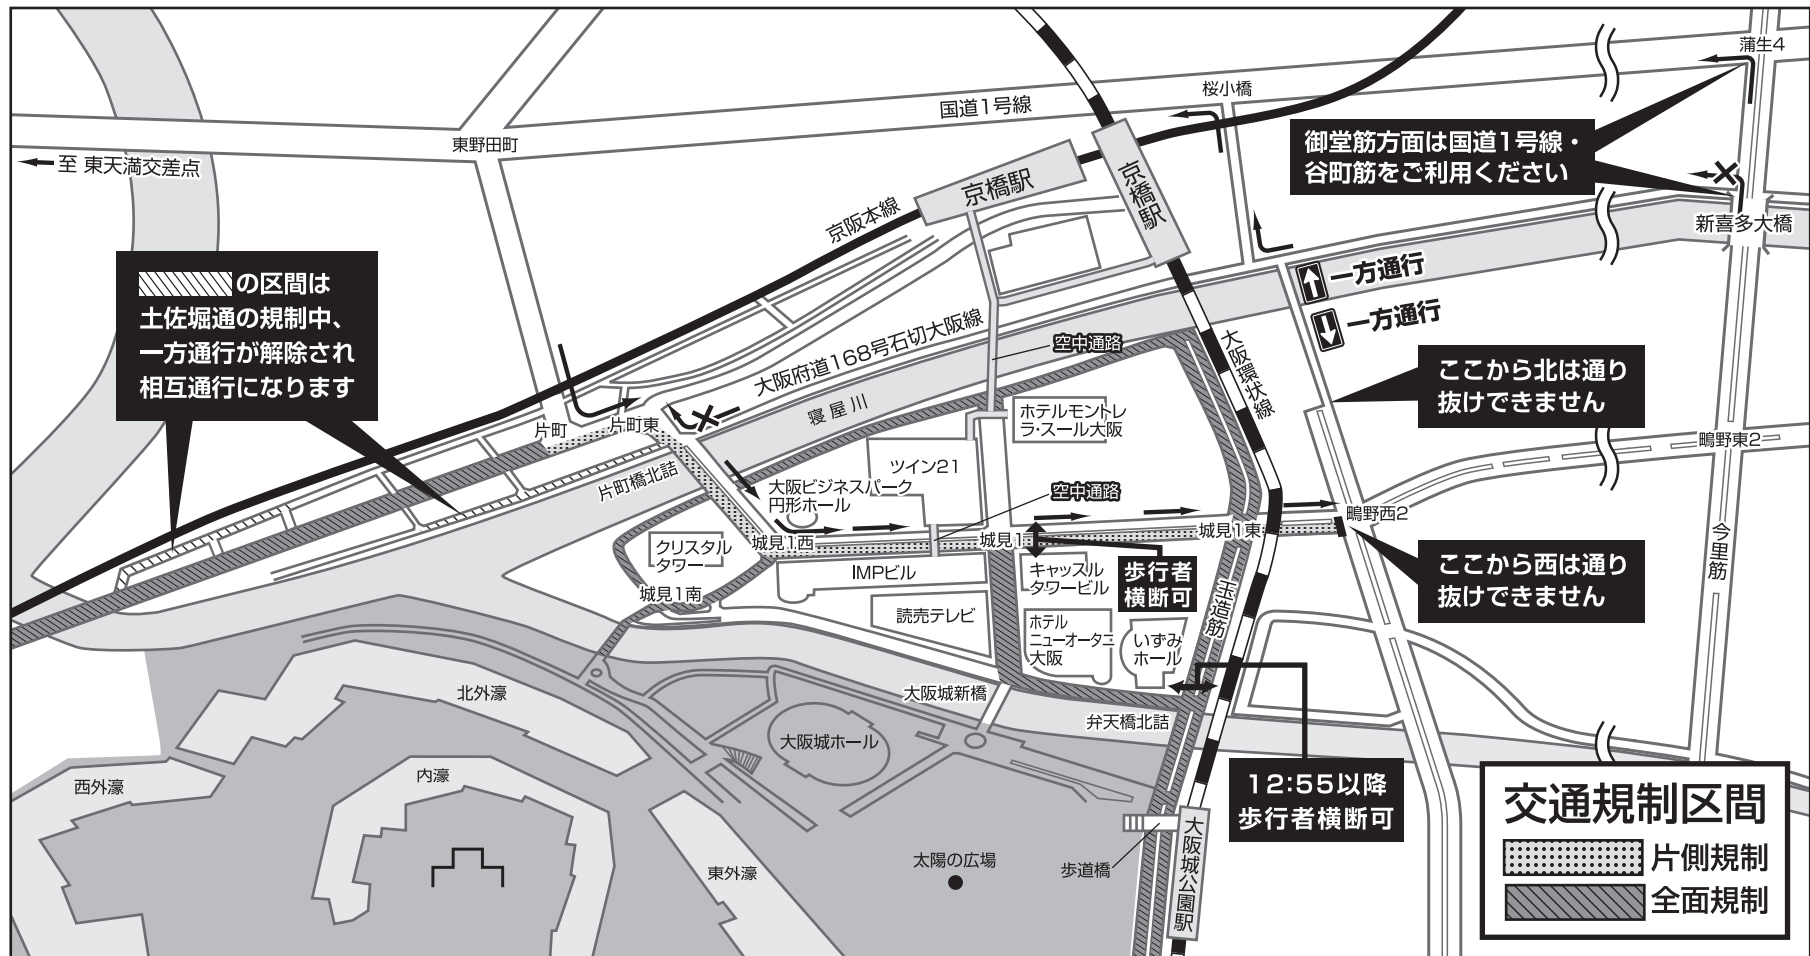 蒲生4
桜小橋
国道1号線
東野田町
至 東天満交差点
御堂筋方面は国道1号線・
谷町筋をご利用ください
京橋駅
京橋駅
京阪本線
新喜多大橋
の区間は
土佐堀通の規制中、
一方通行が解除され
相互通行になります
一方通行
一方通行
大阪府道168号石切大阪線
空中通路
大阪環状線
ここから北は通り
抜けできません
寝屋川
ホテルモントレ
ラ・スール大阪
片町
片町東
鴫野東2
ツイン21
片町橋北詰
大阪ビジネスパーク
円形ホール
空中通路
鴫野西2
城見1西
城見1
城見1東
今里筋
クリスタル
タワー
IMPビル
キャッスル
タワービル
歩行者
横断可
ここから西は通り
抜けできません
城見1南
読売テレビ
ホテル
ニューオータニ
大阪
いずみ
ホール
玉造筋
北外濠
大阪城新橋
弁天橋北詰
大阪城ホール
西外濠
内濠
12:55以降
歩行者横断可
交通規制区間
片側規制
全面規制
太陽の広場
東外濠
歩道橋
大阪城公園駅